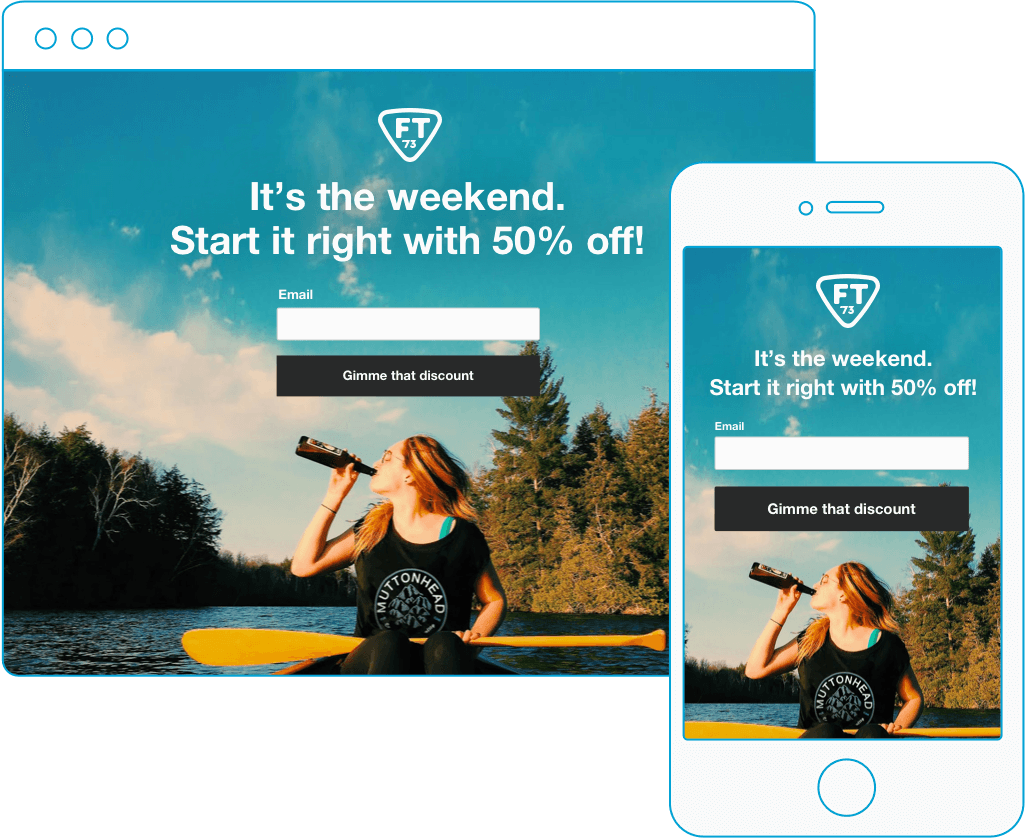 FT
73
It's the weekend.
Start it right with 50% off!
Email
Gimme that discount
MUTTONHEAD
FT
73
It's the weekend.
Start it right with 50% off!
Email
Gimme that discount
MUTTONHEAD